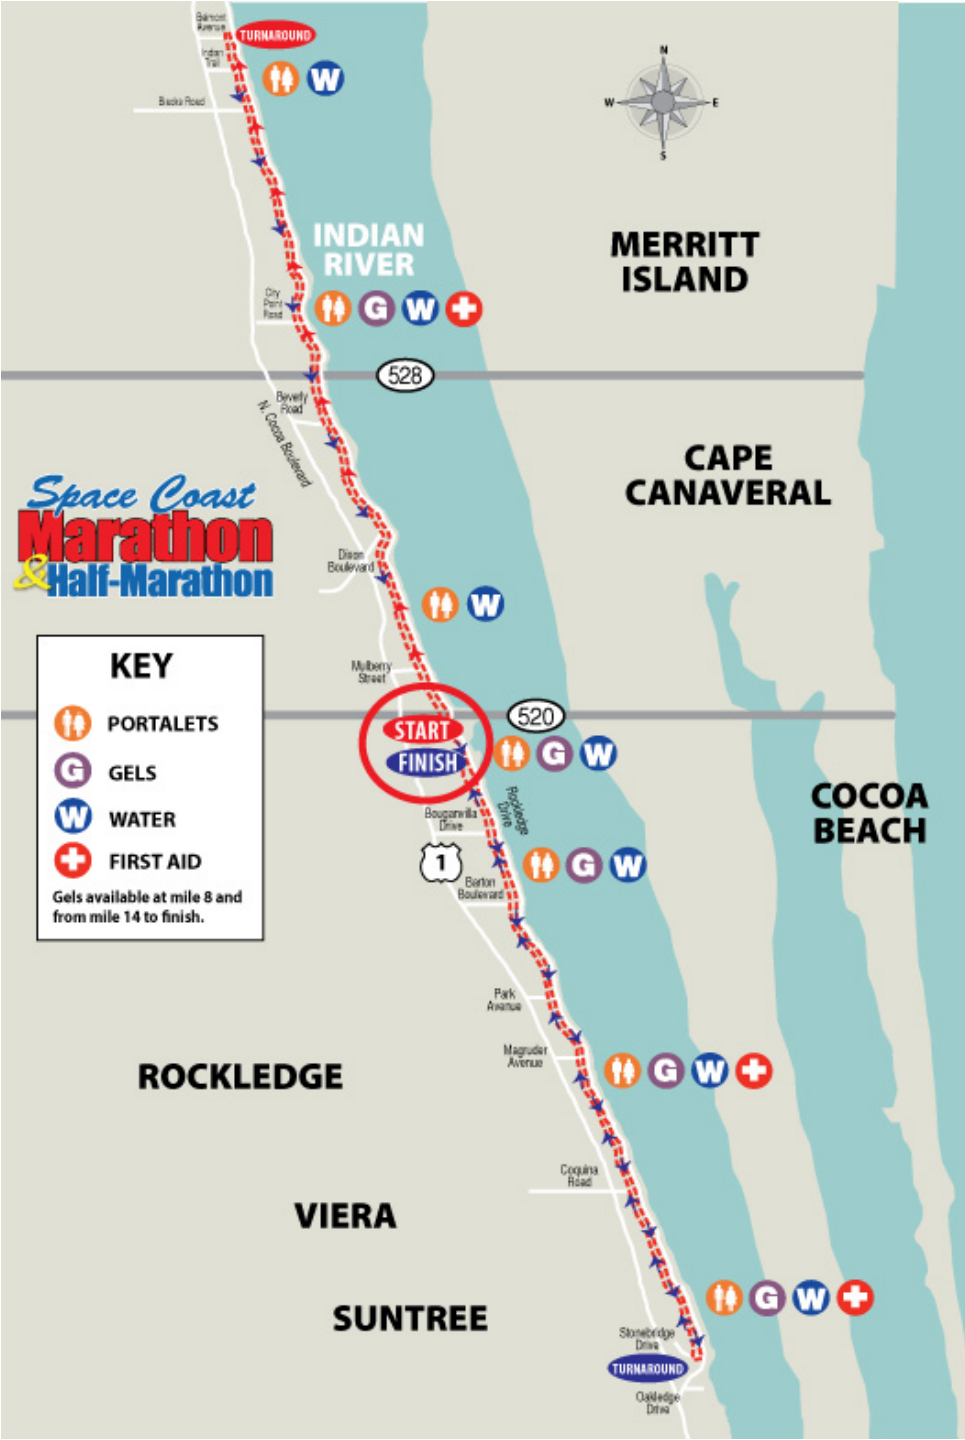 Bemont
Avenue
TURNAROUND
Indian
Trail
W
Blacks Road
N
W
E
S
INDIAN
RIVER
MERRITT
ISLAND
City
Point
Road
G
W
528
Beverly
Road
N. Cocoa Boulevard
CAPE
CANAVERAL
Space Coast
Marathon
& Half-Marathon
Dixon
Boulevard
W
KEY
PORTALETS
G
GELS
W
WATER
FIRST AID
Gels available at mile 8 and
from mile 14 to finish.
Mulberry
Street
520
START
FINISH
G
W
Rockledge
Drive
COCOA
BEACH
Bougainvilla
Drive
1
G
W
Barton
Boulevard
Park
Avenue
Magruder
Avenue
G
W
ROCKLEDGE
Coquina
Road
VIERA
G
W
SUNTREE
Stonebridge
Drive
TURNAROUND
Oakledge
Drive